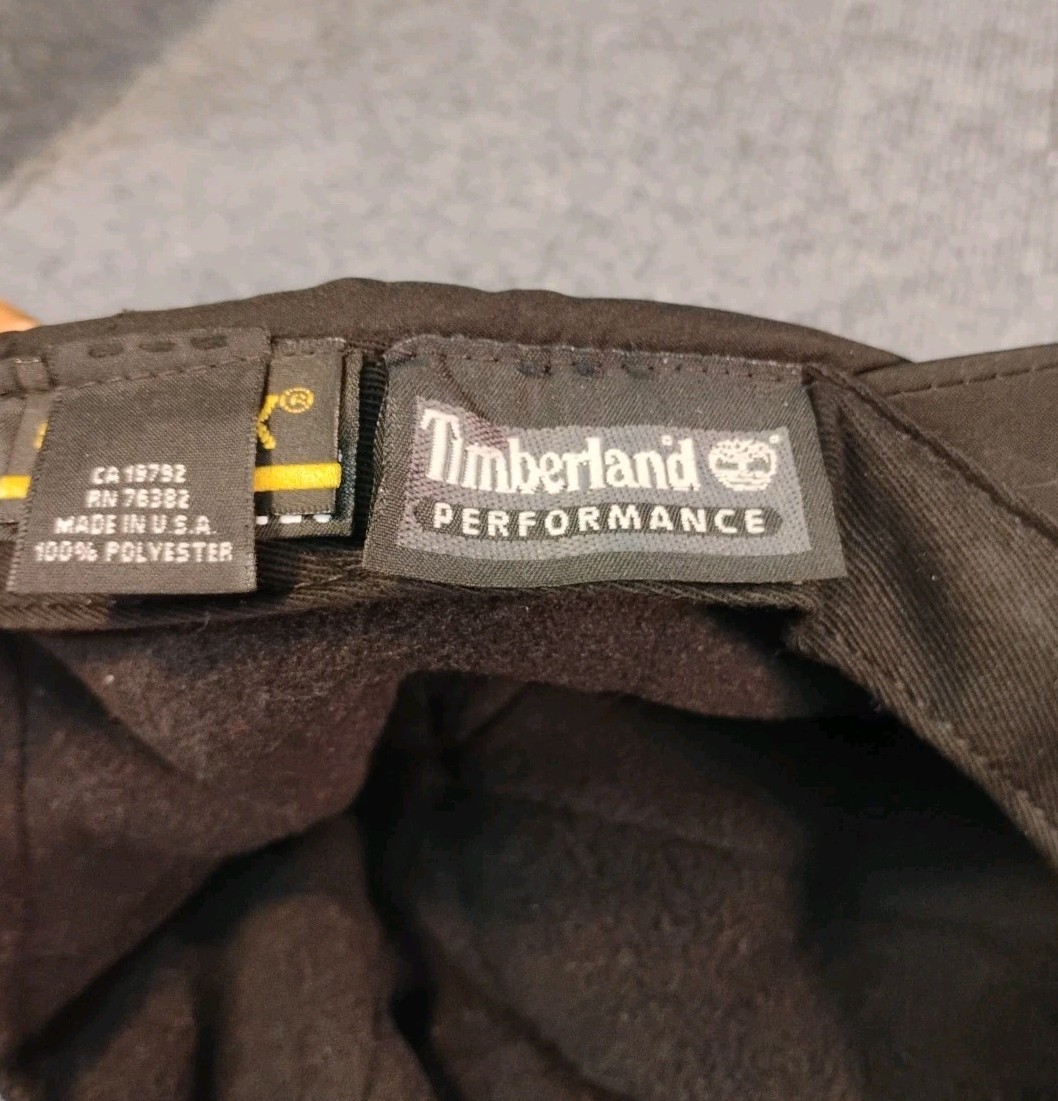 CA 19792
RN 76382
MADE IN U.S.A.
100% POLYESTER
X®
Timberland
PERFORMANCE